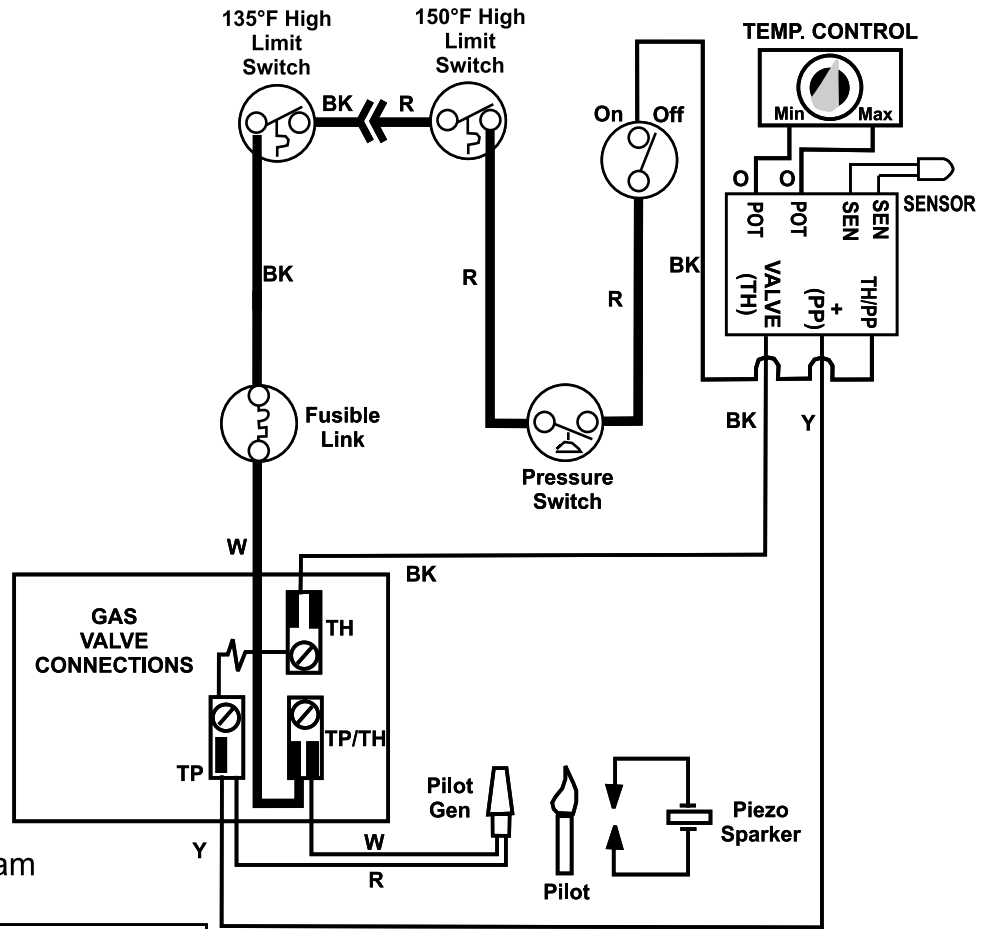 135°F High
Limit
Switch
150°F High
Limit
Switch
TEMP. CONTROL
Min
Max
BK
R
On
Off
O
O
SENSOR
POT
POT
SEN
SEN
VALVE
(TH)
+
(PP)
TH/PP
BK
R
R
BK
Fusible
Link
Pressure
Switch
BK
Y
W
BK
GAS
VALVE
CONNECTIONS
TH
TP/TH
TP
Pilot
Gen
Piezo
Sparker
Y
W
R
Pilot
am